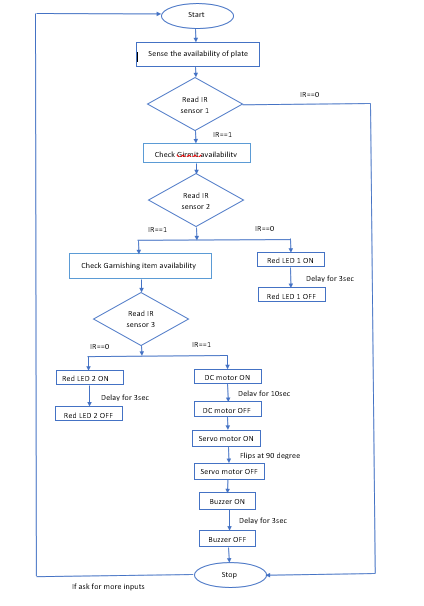 Start
Sense the availability of plate
Read IR
sensor 1
IR==0
IR==1
Check Girmit availability
Read IR
sensor 2
IR==1
IR==0
Check Garnishing item availability
Red LED 1 ON
Delay for 3sec
Red LED 1 OFF
Read IR
sensor 3
IR==0
IR==1
Red LED 2 ON
DC motor ON
Delay for 3sec
Delay for 10sec
Red LED 2 OFF
DC motor OFF
Servo motor ON
Flips at 90 degree
Servo motor OFF
Buzzer ON
Delay for 3sec
Buzzer OFF
Stop
If ask for more inputs